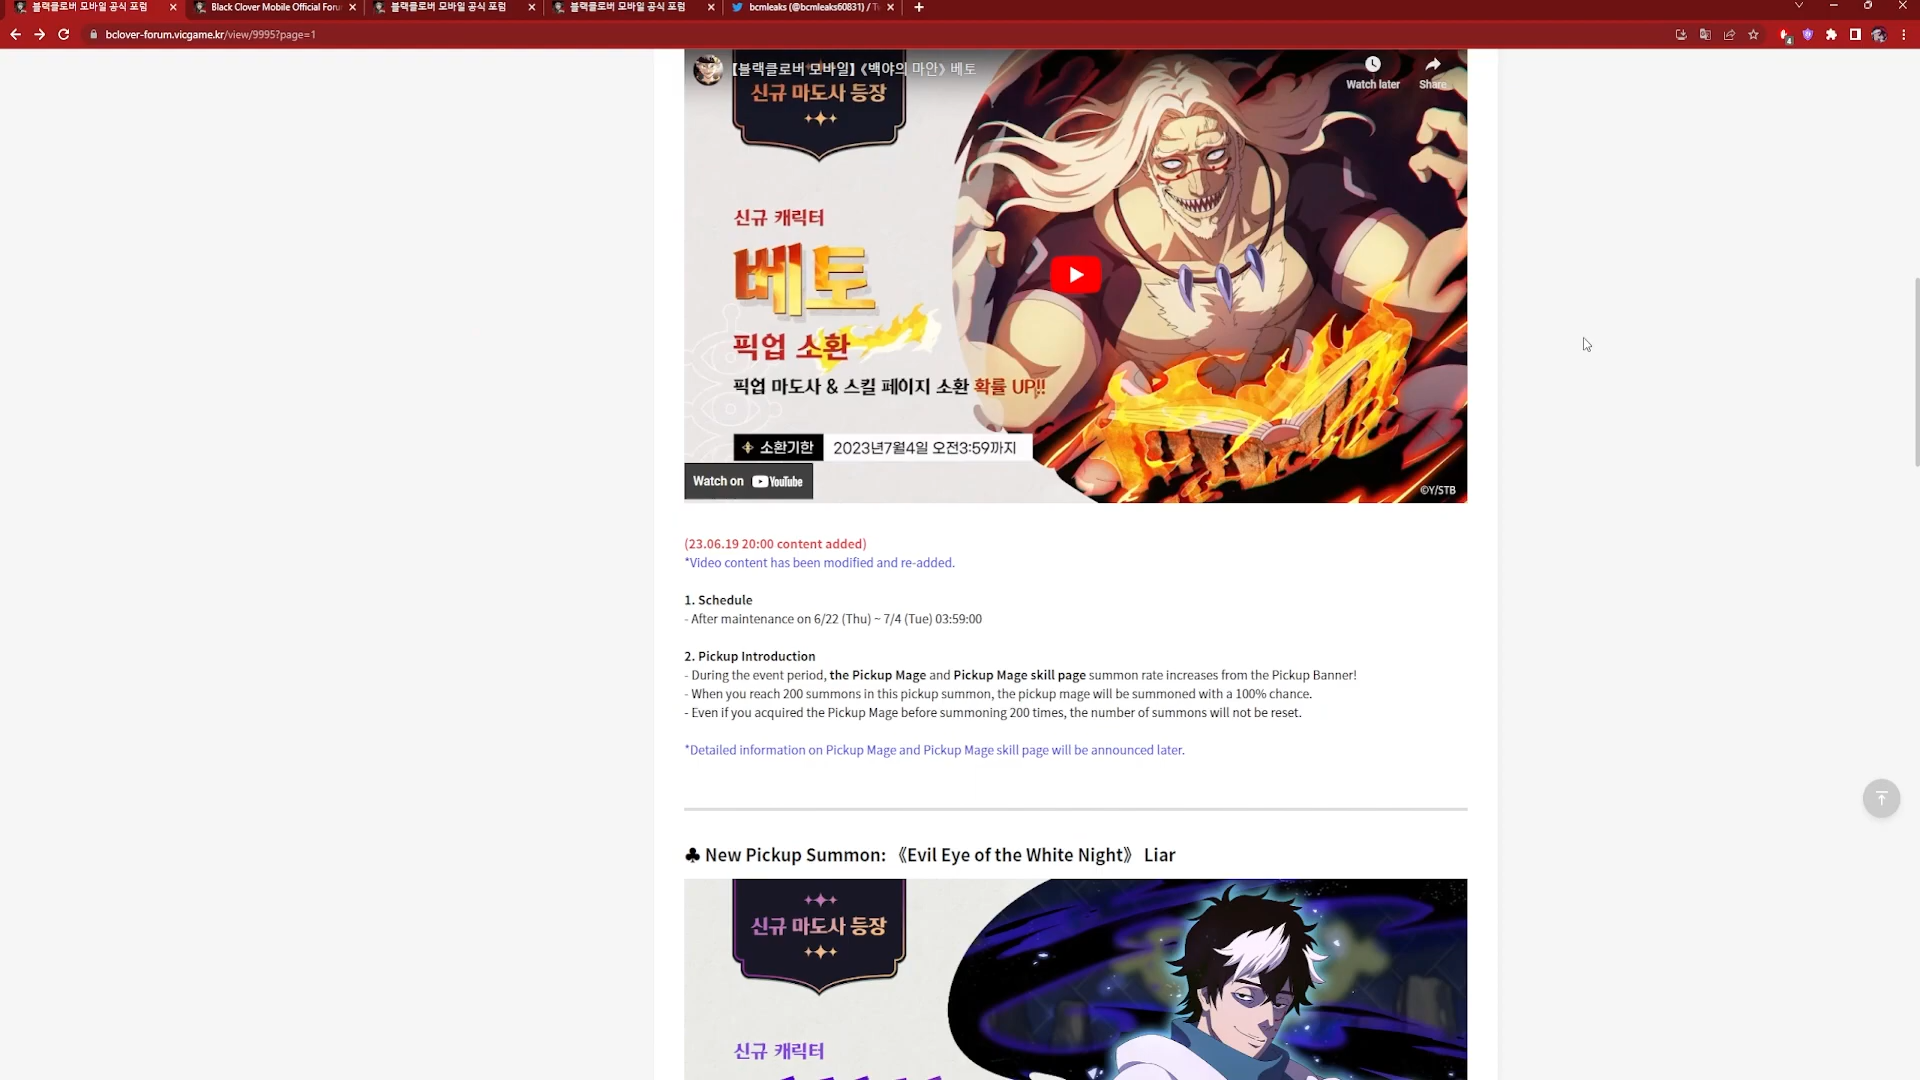 블랙클로버 모바일 공식 포럼
Black Clover Mobile Official Foru
블랙클로버 모바일 공식 포럼
블랙클로버 모바일 공식 포럼
bcmleaks (@bcmleaks60831) / Tw
bclover-forum.vicgame.kr/view/9995?page=1
4
【블랙클로버 모바일】《백야의 마안》 베토
Watch later
Share
신규 마도사 등장
신규 캐릭터
베토
픽업 소환
픽업 마도사 & 스킬 페이지 소환 확률 UP!!
소환기한 2023년7월4일 오전3:59까지
Watch on YouTube
©Y/STB
(23.06.19 20:00 content added)
*Video content has been modified and re-added.
1. Schedule
- After maintenance on 6/22 (Thu) ~ 7/4 (Tue) 03:59:00
2. Pickup Introduction
- During the event period, the Pickup Mage and Pickup Mage skill page summon rate increases from the Pickup Banner!
- When you reach 200 summons in this pickup summon, the pickup mage will be summoned with a 100% chance.
- Even if you acquired the Pickup Mage before summoning 200 times, the number of summons will not be reset.
*Detailed information on Pickup Mage and Pickup Mage skill page will be announced later.
♣ New Pickup Summon: 《Evil Eye of the White Night》 Liar
신규 마도사 등장
신규 캐릭터